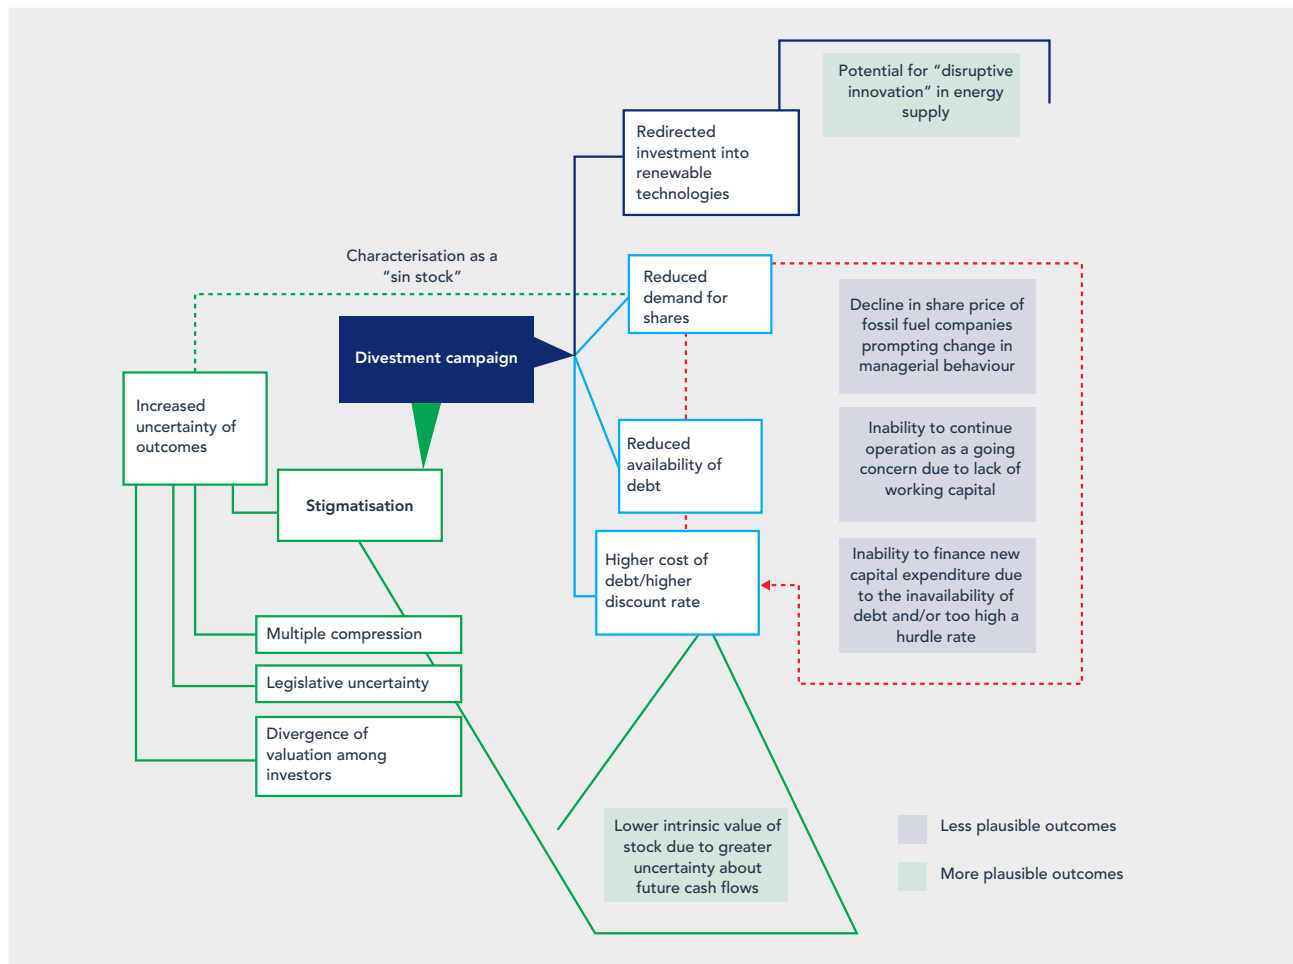 Potential for “disruptive
innovation” in energy
supply
Redirected
investment into
renewable
technologies
Characterisation as a
“sin stock”
Reduced
demand for
shares
Decline in share price of
fossil fuel companies
prompting change in
managerial behaviour
Divestment campaign
Increased
uncertainty of
outcomes
Reduced
availability of
debt
Inability to continue
operation as a going
concern due to lack of
working capital
Stigmatisation
Higher cost of
debt/higher
discount rate
Inability to finance new
capital expenditure due
to the inavailability of
debt and/or too high a
hurdle rate
Multiple compression
Legislative uncertainty
Divergence of
valuation among
investors
Lower intrinsic value of
stock due to greater
uncertainty about
future cash flows
Less plausible outcomes
More plausible outcomes